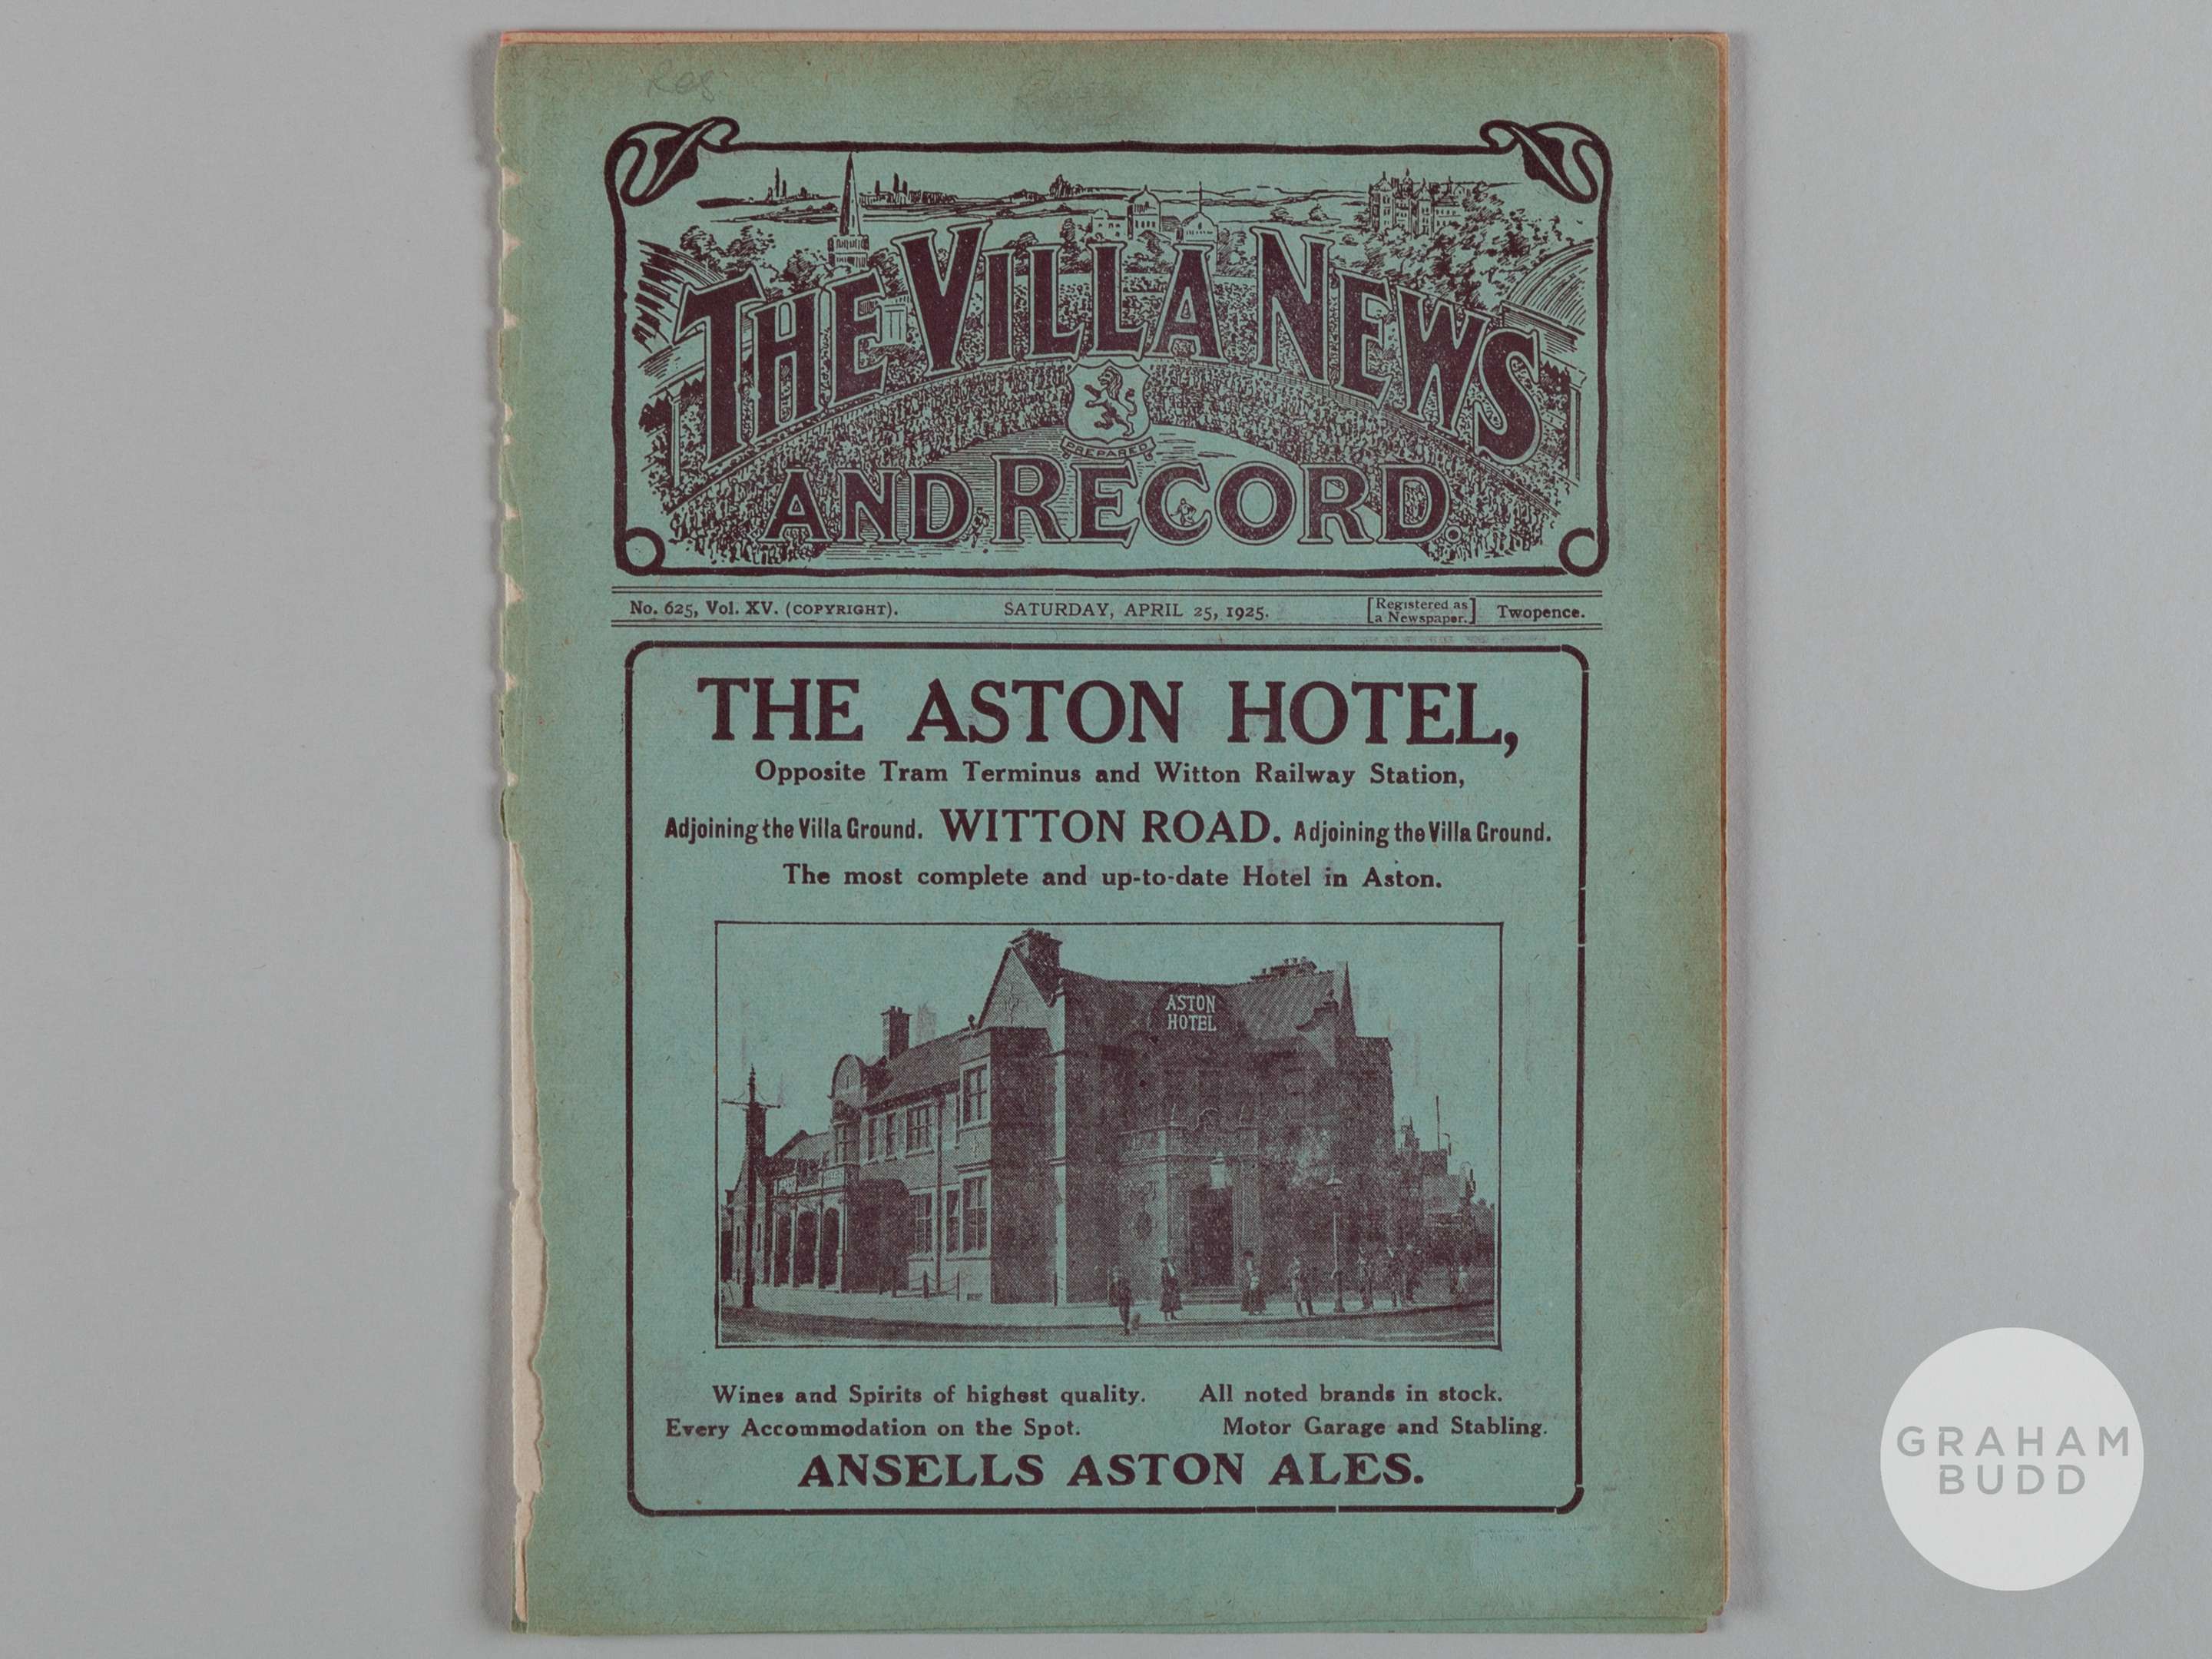 Res
THE VILLA NEWS
PREPARED
AND RECORD.
No. 625, Vol. XV. (COPYRIGHT). SATURDAY, APRIL 25, 1925. [Registered as a Newspaper.] Twopence.
THE ASTON HOTEL,
Opposite Tram Terminus and Witton Railway Station,
Adjoining the Villa Ground. WITTON ROAD. Adjoining the Villa Ground.
The most complete and up-to-date Hotel in Aston.
ASTON
HOTEL
Wines and Spirits of highest quality. All noted brands in stock.
Every Accommodation on the Spot. Motor Garage and Stabling.
ANSELLS ASTON ALES.
GRAHAM
BUDD